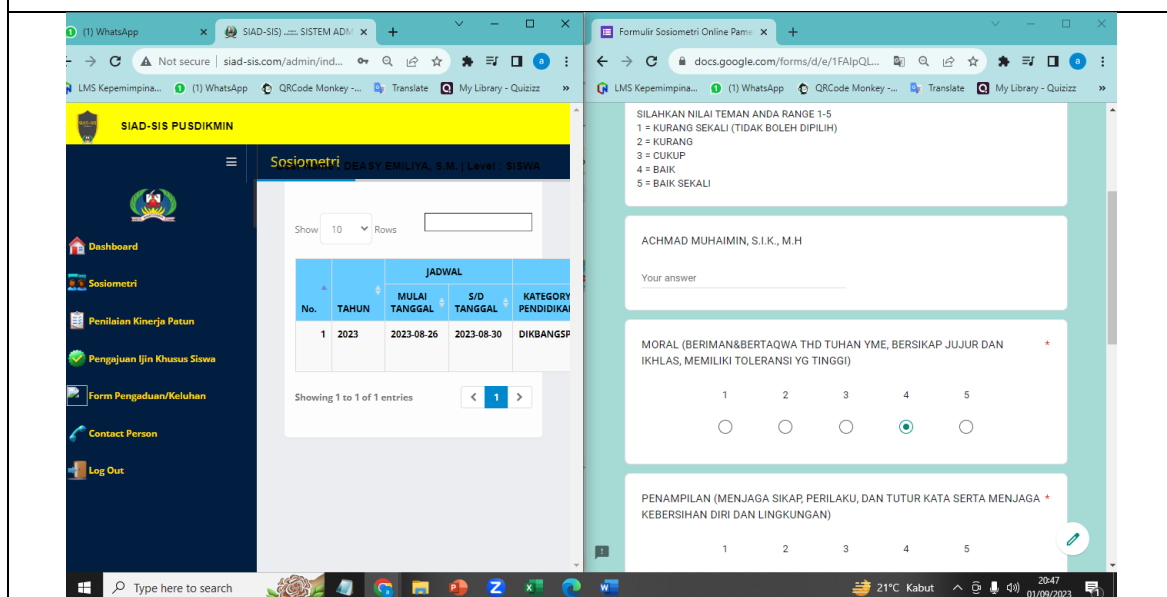 (1) WhatsApp
SIAD-SIS) .::. SISTEM ADM
Not secure | siad-sis.com/admin/ind...
LMS Kepemimpina... (1) WhatsApp QRCode Monkey -... Translate My Library - Quizizz »
SIAD-SIS PUSDIKMIN
Sosiometri
DEASY EMILIYA, S.M. | Level : SISWA
Dashboard
Sosiometri
Penilaian Kinerja Patun
Pengajuan Ijin Khusus Siswa
Form Pengaduan/Keluhan
Contact Person
Log Out
Show 10 Rows
JADWAL
No. TAHUN MULAI TANGGAL S/D TANGGAL KATEGORY PENDIDIKA
1 2023 2023-08-26 2023-08-30 DIKBANGSP
Showing 1 to 1 of 1 entries < 1 >
Formulir Sosiometri Online Pame
docs.google.com/forms/d/e/1FAIpQL...
LMS Kepemimpina... (1) WhatsApp QRCode Monkey -... Translate My Library - Quizizz »
SILAHKAN NILAI TEMAN ANDA RANGE 1-5
1 = KURANG SEKALI (TIDAK BOLEH DIPILIH)
2 = KURANG
3 = CUKUP
4 = BAIK
5 = BAIK SEKALI
ACHMAD MUHAIMIN, S.I.K., M.H
Your answer
MORAL (BERIMAN&BERTAQWA THD TUHAN YME, BERSIKAP JUJUR DAN *
IKHLAS, MEMILIKI TOLERANSI YG TINGGI)
1 2 3 4 5
PENAMPILAN (MENJAGA SIKAP, PERILAKU, DAN TUTUR KATA SERTA MENJAGA *
KEBERSIHAN DIRI DAN LINGKUNGAN)
1 2 3 4 5
Type here to search
21°C Kabut
20:47
01/09/2023